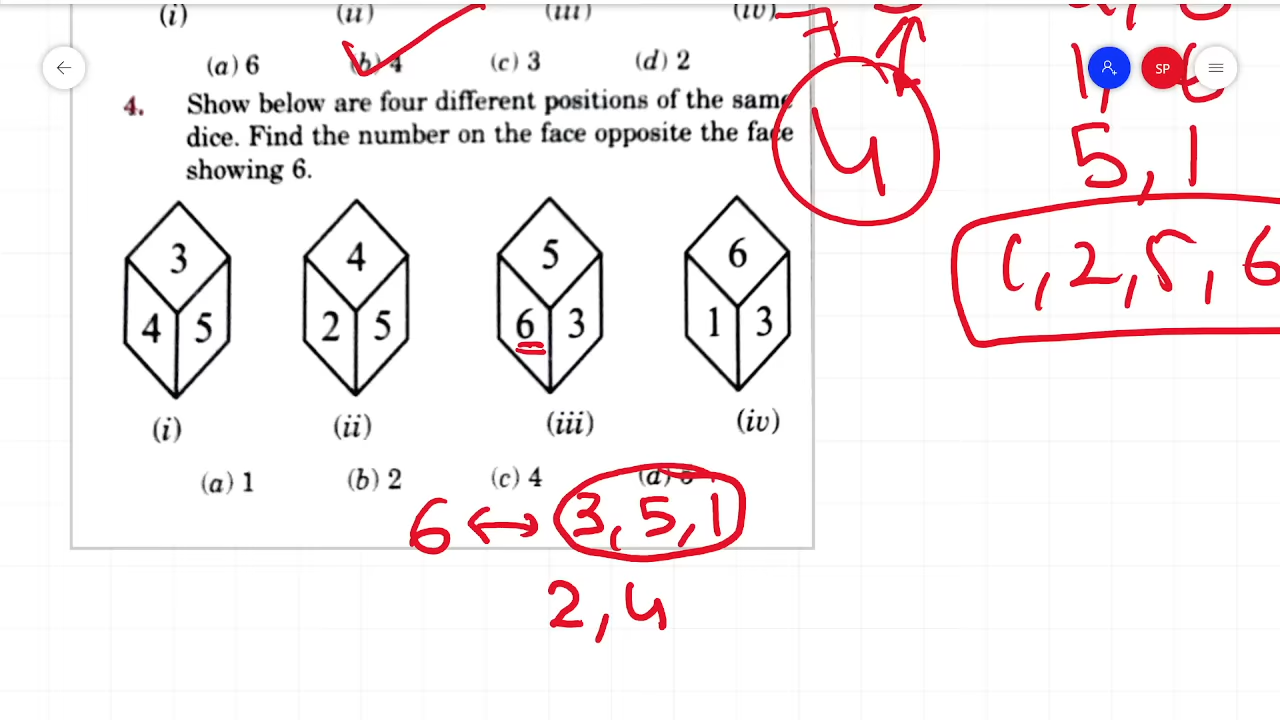 (i) (ii) (iii) (iv)
(a) 6 (b) 4 (c) 3 (d) 2
4
SP
5, 1
1, 2, 5, 6
4. Show below are four different positions of the same
dice. Find the number on the face opposite the face
showing 6.
3 4 5 6
4 5 2 5 6 3 1 3
(i) (ii) (iii) (iv)
(a) 1 (b) 2 (c) 4 (d)
6 ↔ 3, 5, 1
2, 4